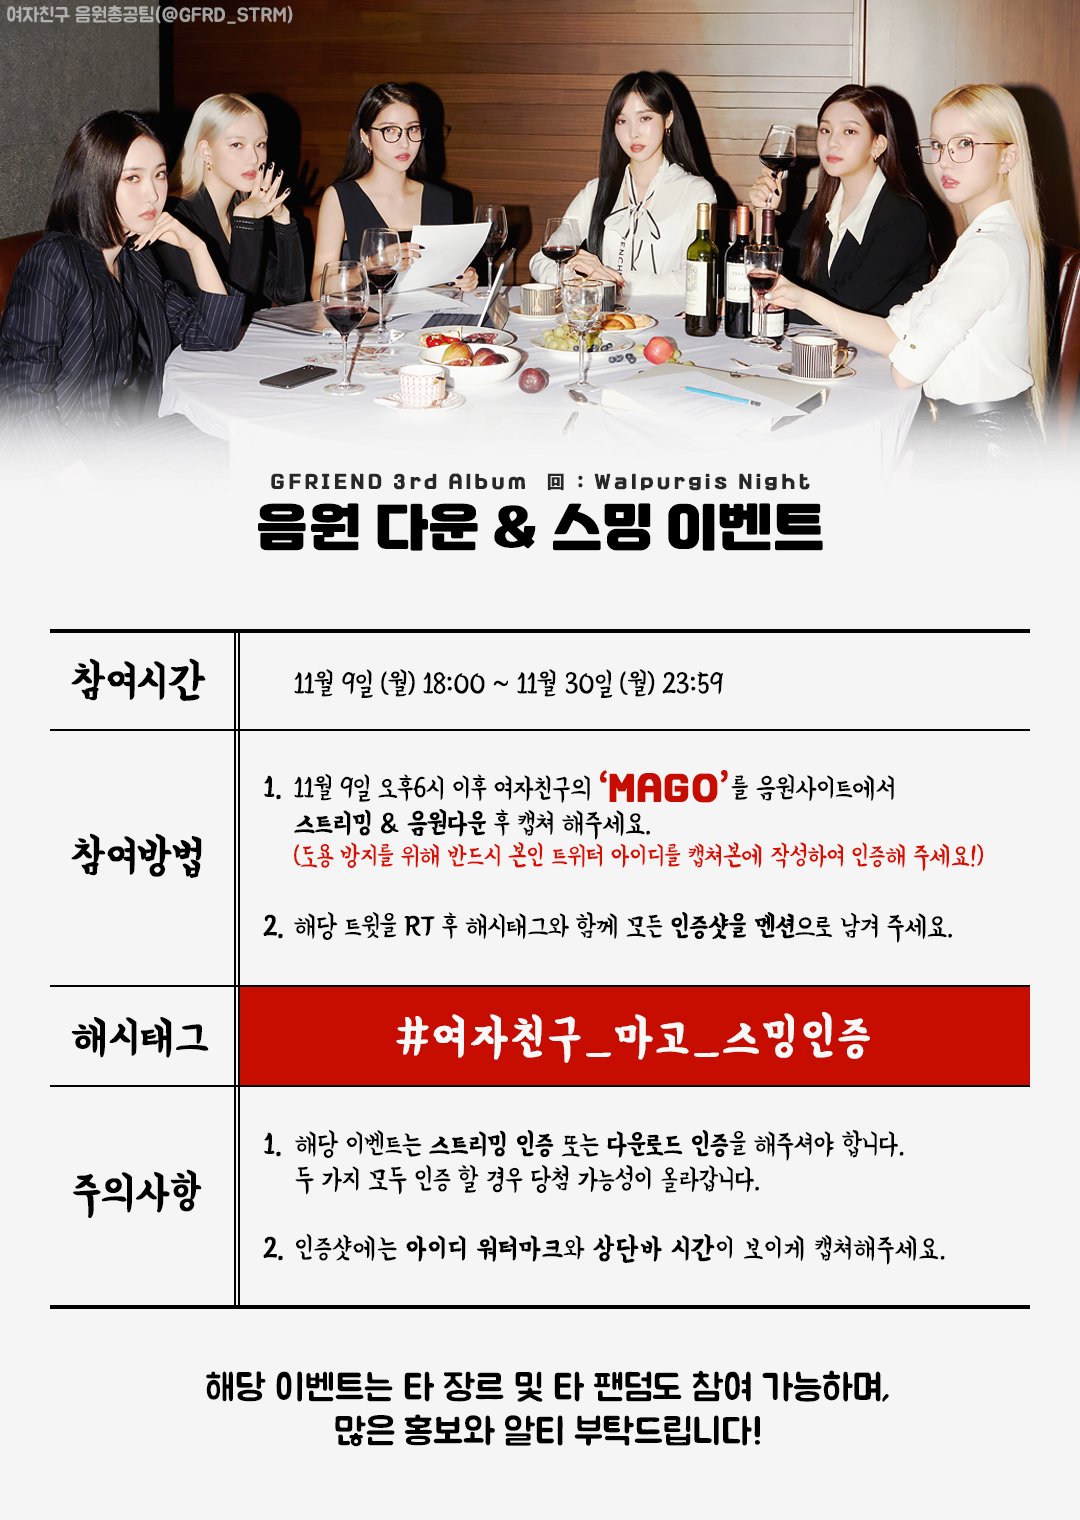 여자친구 음원총공팀(@GFRD_STRM)
GFRIEND 3rd Album 回 : Walpurgis Night
음원 다운 & 스밍 이벤트
참여시간
11월 9일 (월) 18:00 ~ 11월 30일 (월) 23:59
참여방법
1. 11월 9일 오후6시 이후 여자친구의 ‘MAGO’를 음원사이트에서
스트리밍 & 음원다운 후 캡쳐 해주세요.
(도용 방지를 위해 반드시 본인 트위터 아이디를 캡쳐본에 작성하여 인증해 주세요!)
2. 해당 트윗을 RT 후 해시태그와 함께 모든 인증샷을 멘션으로 남겨 주세요.
해시태그
#여자친구_마고_스밍인증
주의사항
1. 해당 이벤트는 스트리밍 인증 또는 다운로드 인증을 해주셔야 합니다.
두 가지 모두 인증 할 경우 당첨 가능성이 올라갑니다.
2. 인증샷에는 아이디 워터마크와 상단바 시간이 보이게 캡쳐해주세요.
해당 이벤트는 타 장르 및 타 팬덤도 참여 가능하며,
많은 홍보와 알티 부탁드립니다!